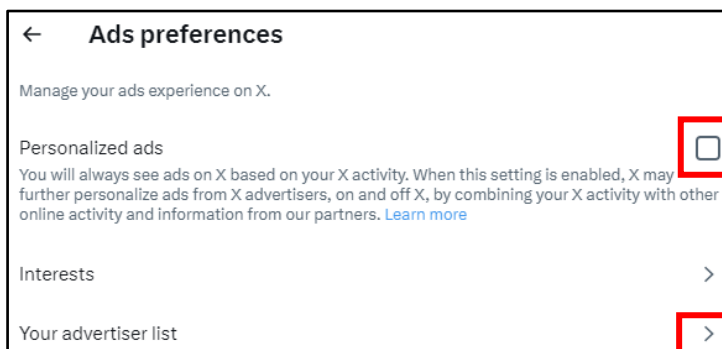 Ads preferences
Manage your ads experience on X.
Personalized ads
You will always see ads on X based on your X activity. When this setting is enabled, X may
further personalize ads from X advertisers, on and off X, by combining your X activity with other
online activity and information from our partners. Learn more
Interests
Your advertiser list